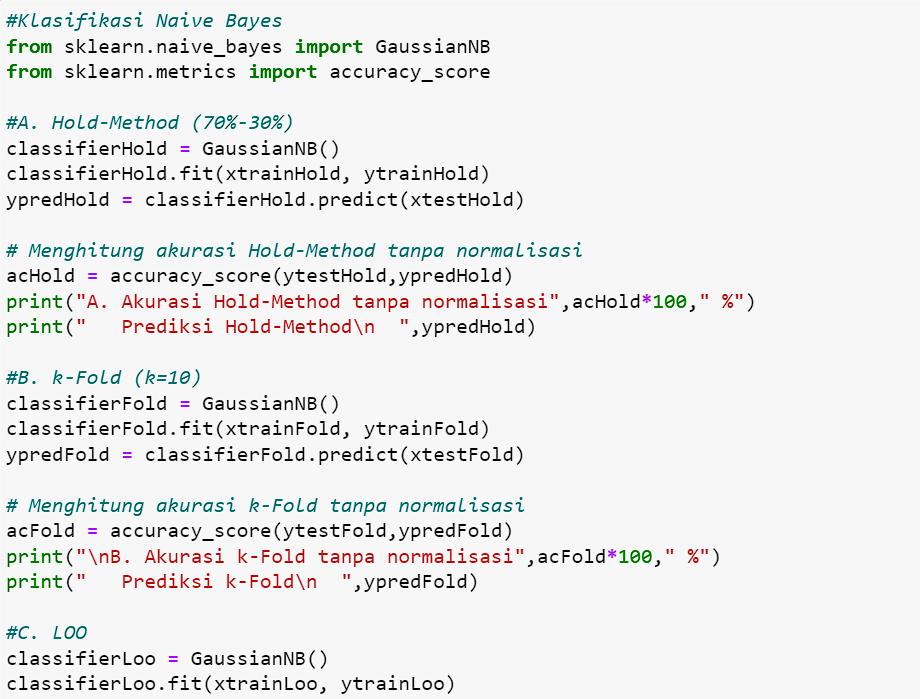 #Klasifikasi Naive Bayes
from sklearn.naive_bayes import GaussianNB
from sklearn.metrics import accuracy_score
#A. Hold-Method (70%-30%)
classifierHold = GaussianNB()
classifierHold.fit(xtrainHold, ytrainHold)
ypredHold = classifierHold.predict(xtestHold)
# Menghitung akurasi Hold-Method tanpa normalisasi
acHold = accuracy_score(ytestHold,ypredHold)
print("A. Akurasi Hold-Method tanpa normalisasi",acHold*100," %")
print("   Prediksi Hold-Method\n  ",ypredHold)
#B. k-Fold (k=10)
classifierFold = GaussianNB()
classifierFold.fit(xtrainFold, ytrainFold)
ypredFold = classifierFold.predict(xtestFold)
# Menghitung akurasi k-Fold tanpa normalisasi
acFold = accuracy_score(ytestFold,ypredFold)
print("\nB. Akurasi k-Fold tanpa normalisasi",acFold*100," %")
print("   Prediksi k-Fold\n  ",ypredFold)
#C. LOO
classifierLoo = GaussianNB()
classifierLoo.fit(xtrainLoo, ytrainLoo)